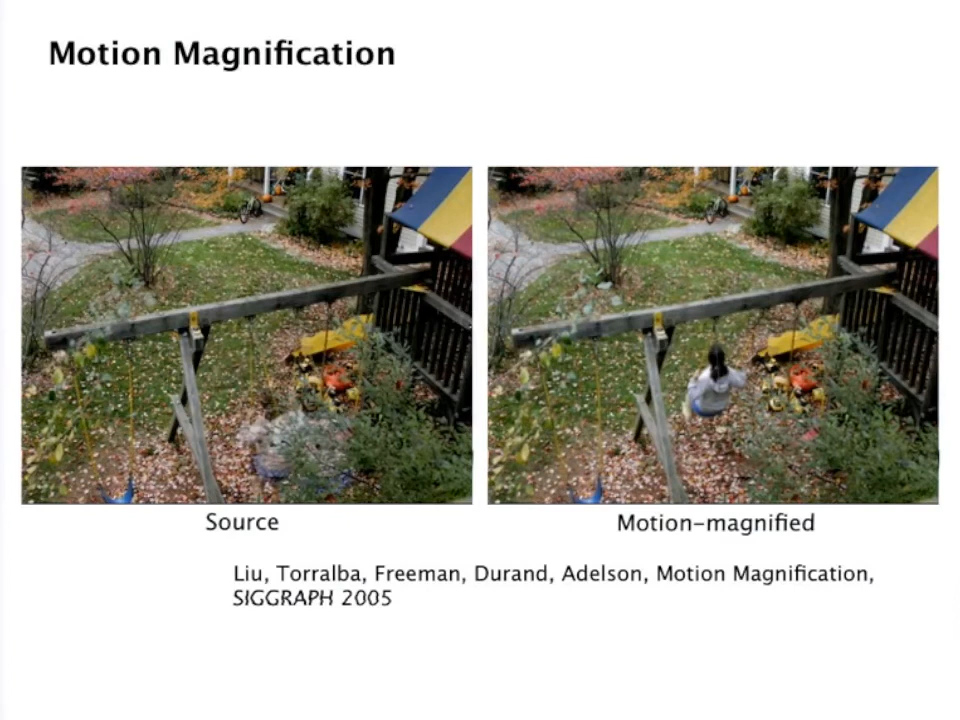 Motion Magnification
Source
Motion-magnified
Liu, Torralba, Freeman, Durand, Adelson, Motion Magnification,
SIGGRAPH 2005